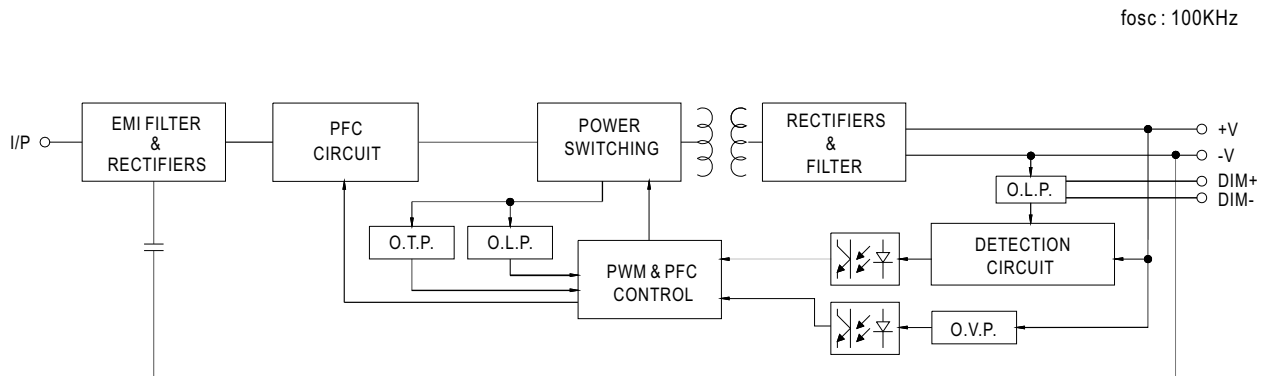 fosc : 100KHz
I/P
EMI FILTER
&
RECTIFIERS
PFC
CIRCUIT
POWER
SWITCHING
RECTIFIERS
&
FILTER
+V
-V
DIM+
DIM-
O.L.P.
O.T.P.
O.L.P.
PWM & PFC
CONTROL
DETECTION
CIRCUIT
O.V.P.